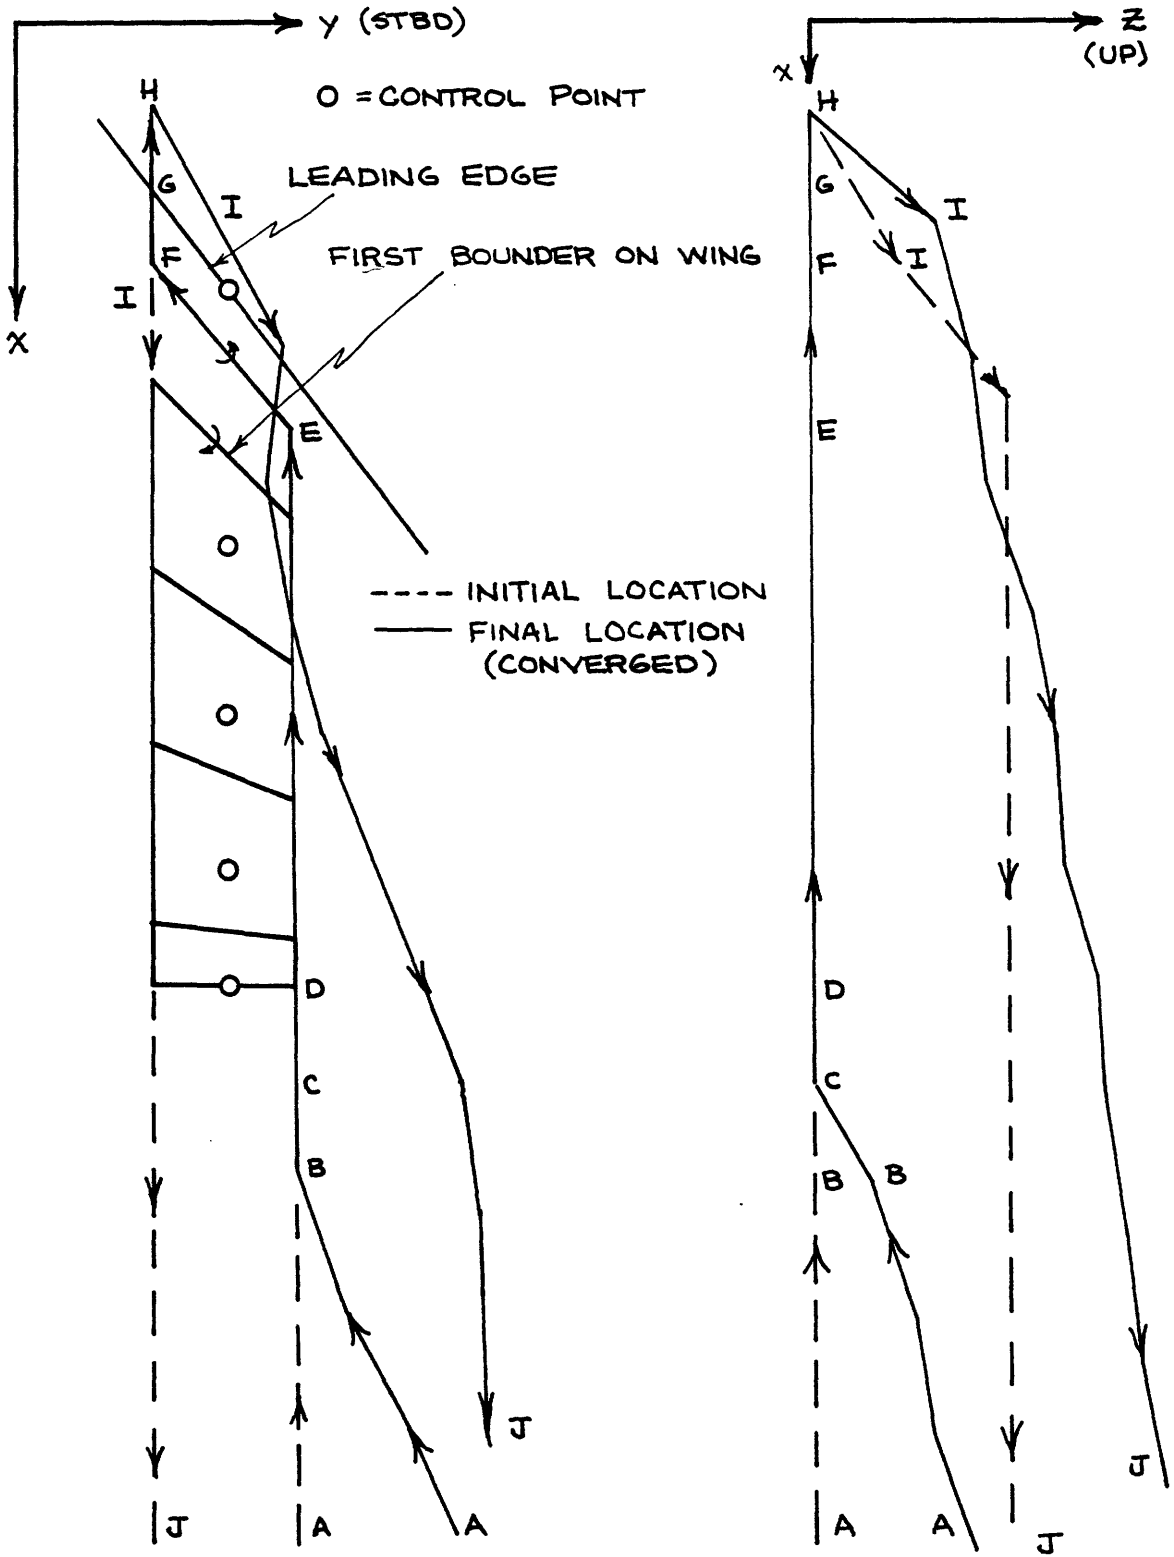 y (STBD)
Z
(UP)
x
H
H
O = CONTROL POINT
G
LEADING EDGE
G
I
I
F
FIRST BOUNDER ON WING
F
I
I
x
E
E
---- INITIAL LOCATION
— FINAL LOCATION
(CONVERGED)
D
D
C
C
B
B
B
J
J
J
A
A
A
A
J